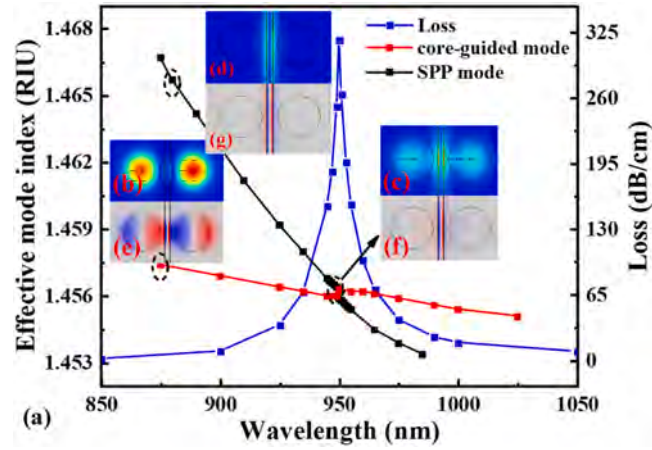 Loss
core-guided mode
SPP mode
Effective mode index (RIU)
1.468
1.465
1.462
1.459
1.456
1.453
Loss (dB/cm)
325
260
195
130
65
0
(d)
(g)
(b)
(e)
(c)
(f)
850 900 950 1000 1050
Wavelength (nm)
(a)